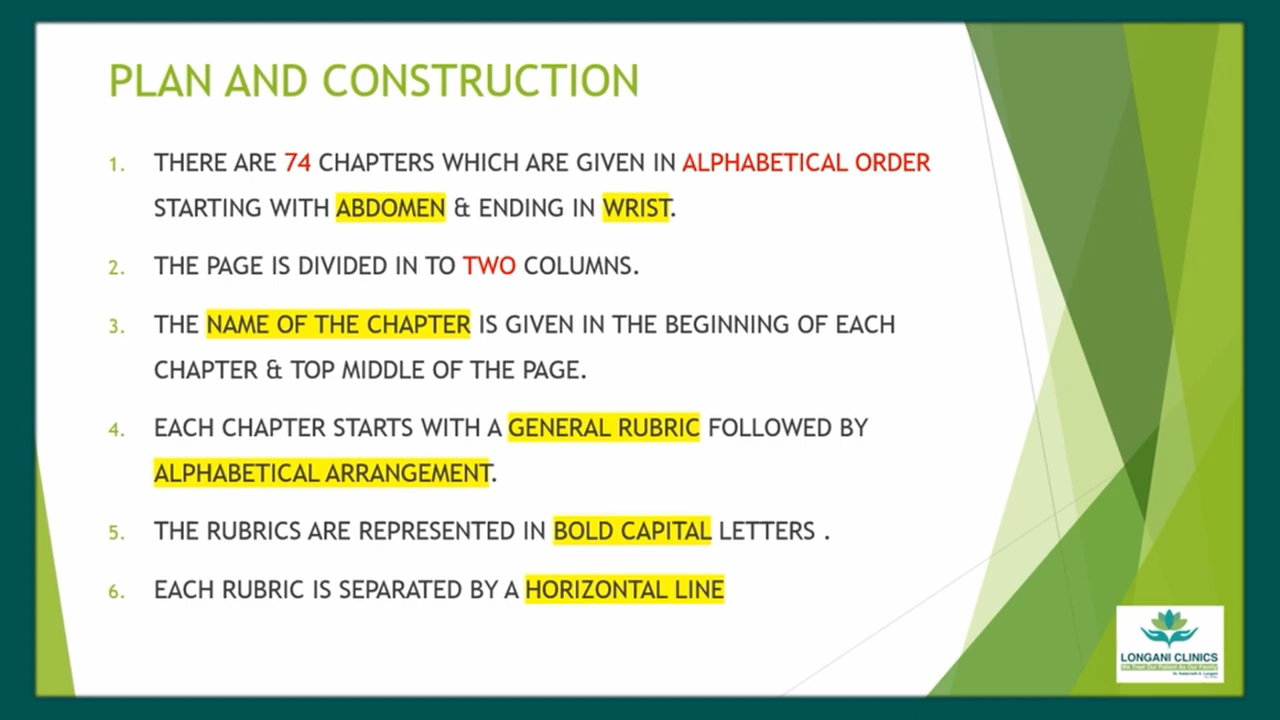 PLAN AND CONSTRUCTION
1. THERE ARE 74 CHAPTERS WHICH ARE GIVEN IN ALPHABETICAL ORDER
STARTING WITH ABDOMEN & ENDING IN WRIST.
2. THE PAGE IS DIVIDED IN TO TWO COLUMNS.
3. THE NAME OF THE CHAPTER IS GIVEN IN THE BEGINNING OF EACH
CHAPTER & TOP MIDDLE OF THE PAGE.
4. EACH CHAPTER STARTS WITH A GENERAL RUBRIC FOLLOWED BY
ALPHABETICAL ARRANGEMENT.
5. THE RUBRICS ARE REPRESENTED IN BOLD CAPITAL LETTERS .
6. EACH RUBRIC IS SEPARATED BY A HORIZONTAL LINE
LONGANI CLINICS
We Treat Our Patient As Our Family